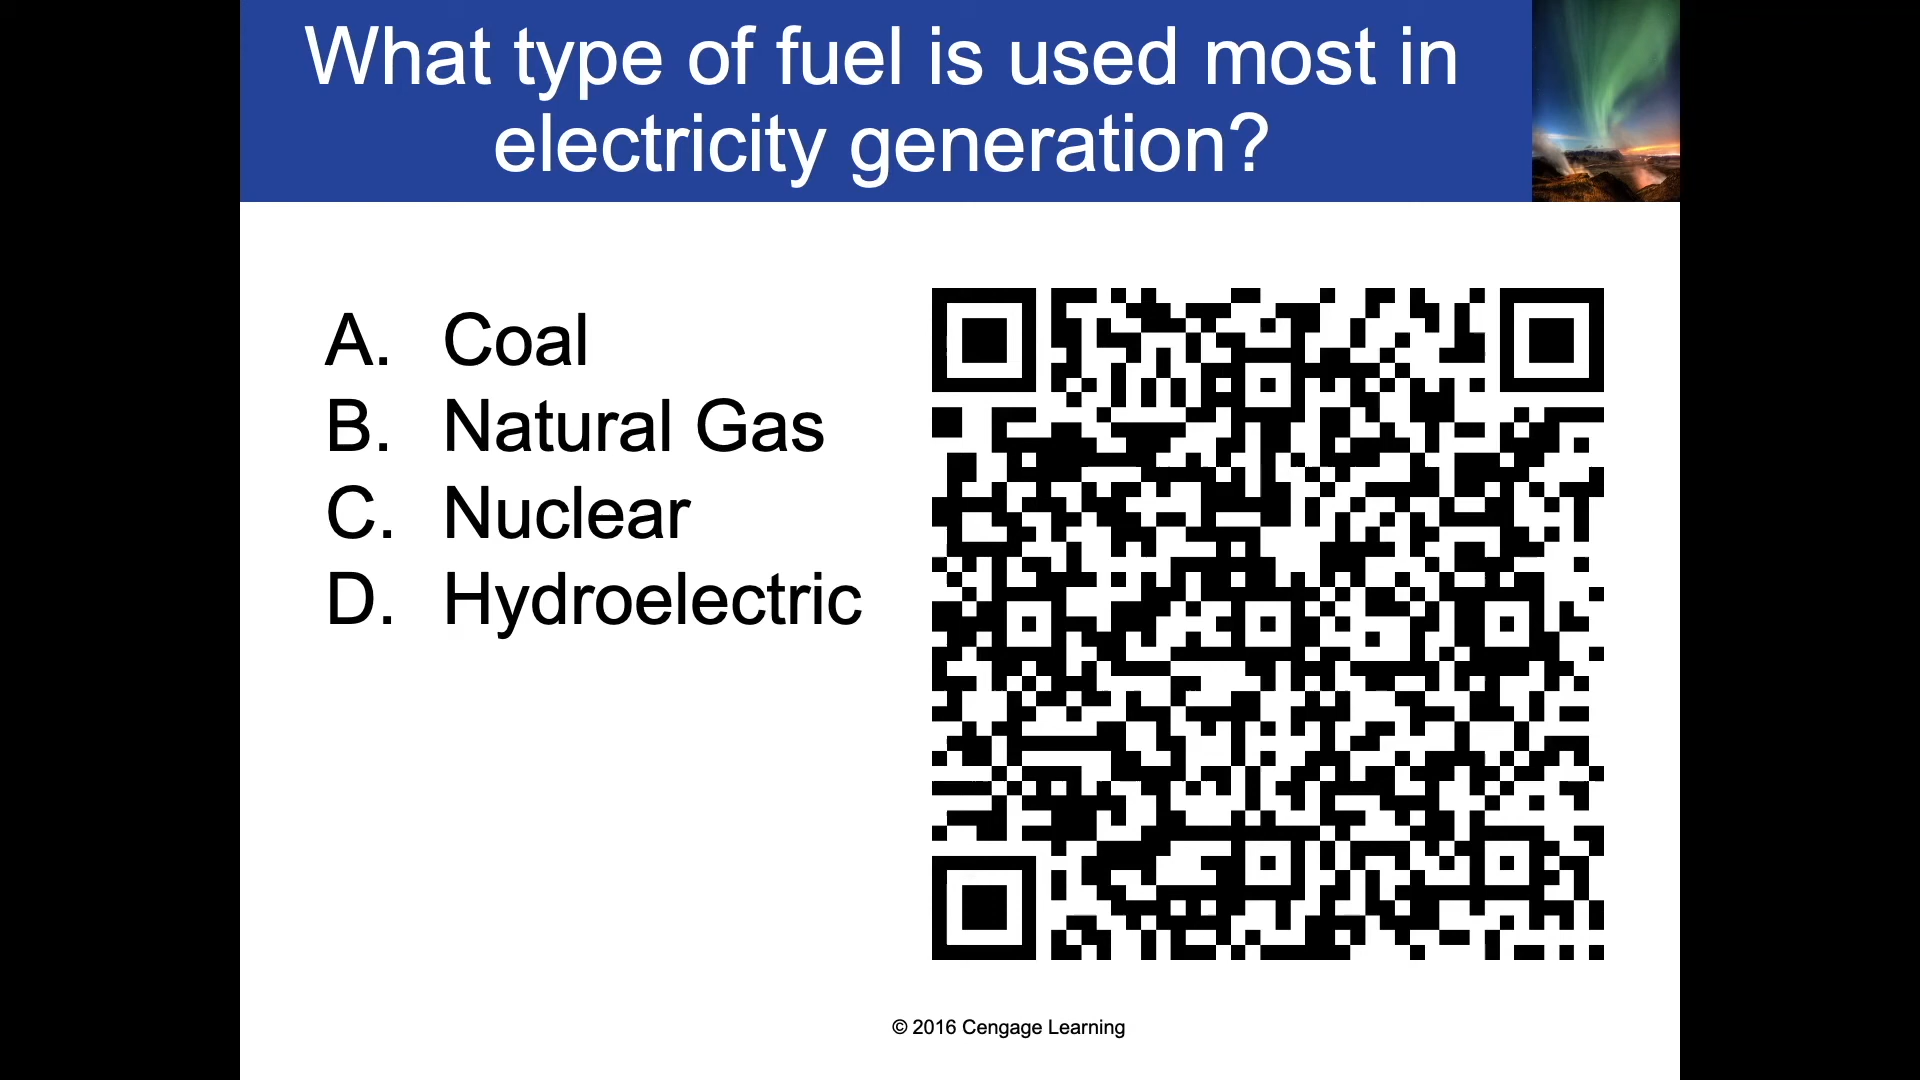 What type of fuel is used most in
electricity generation?
A. Coal
B. Natural Gas
C. Nuclear
D. Hydroelectric
© 2016 Cengage Learning